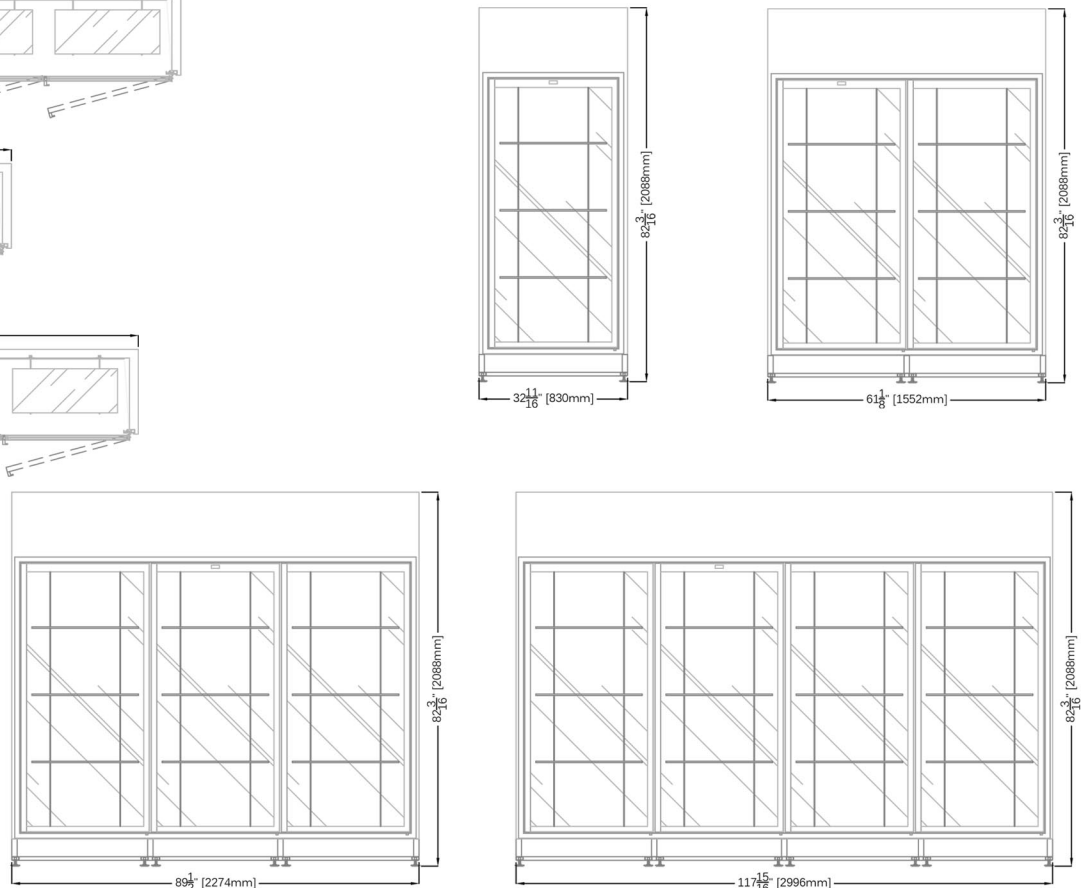 82 3/16" [2088mm]
82 3/16" [2088mm]
32 11/16" [830mm]
61 1/8" [1552mm]
82 3/16" [2088mm]
82 3/16" [2088mm]
89 1/2" [2274mm]
117 15/16" [2996mm]